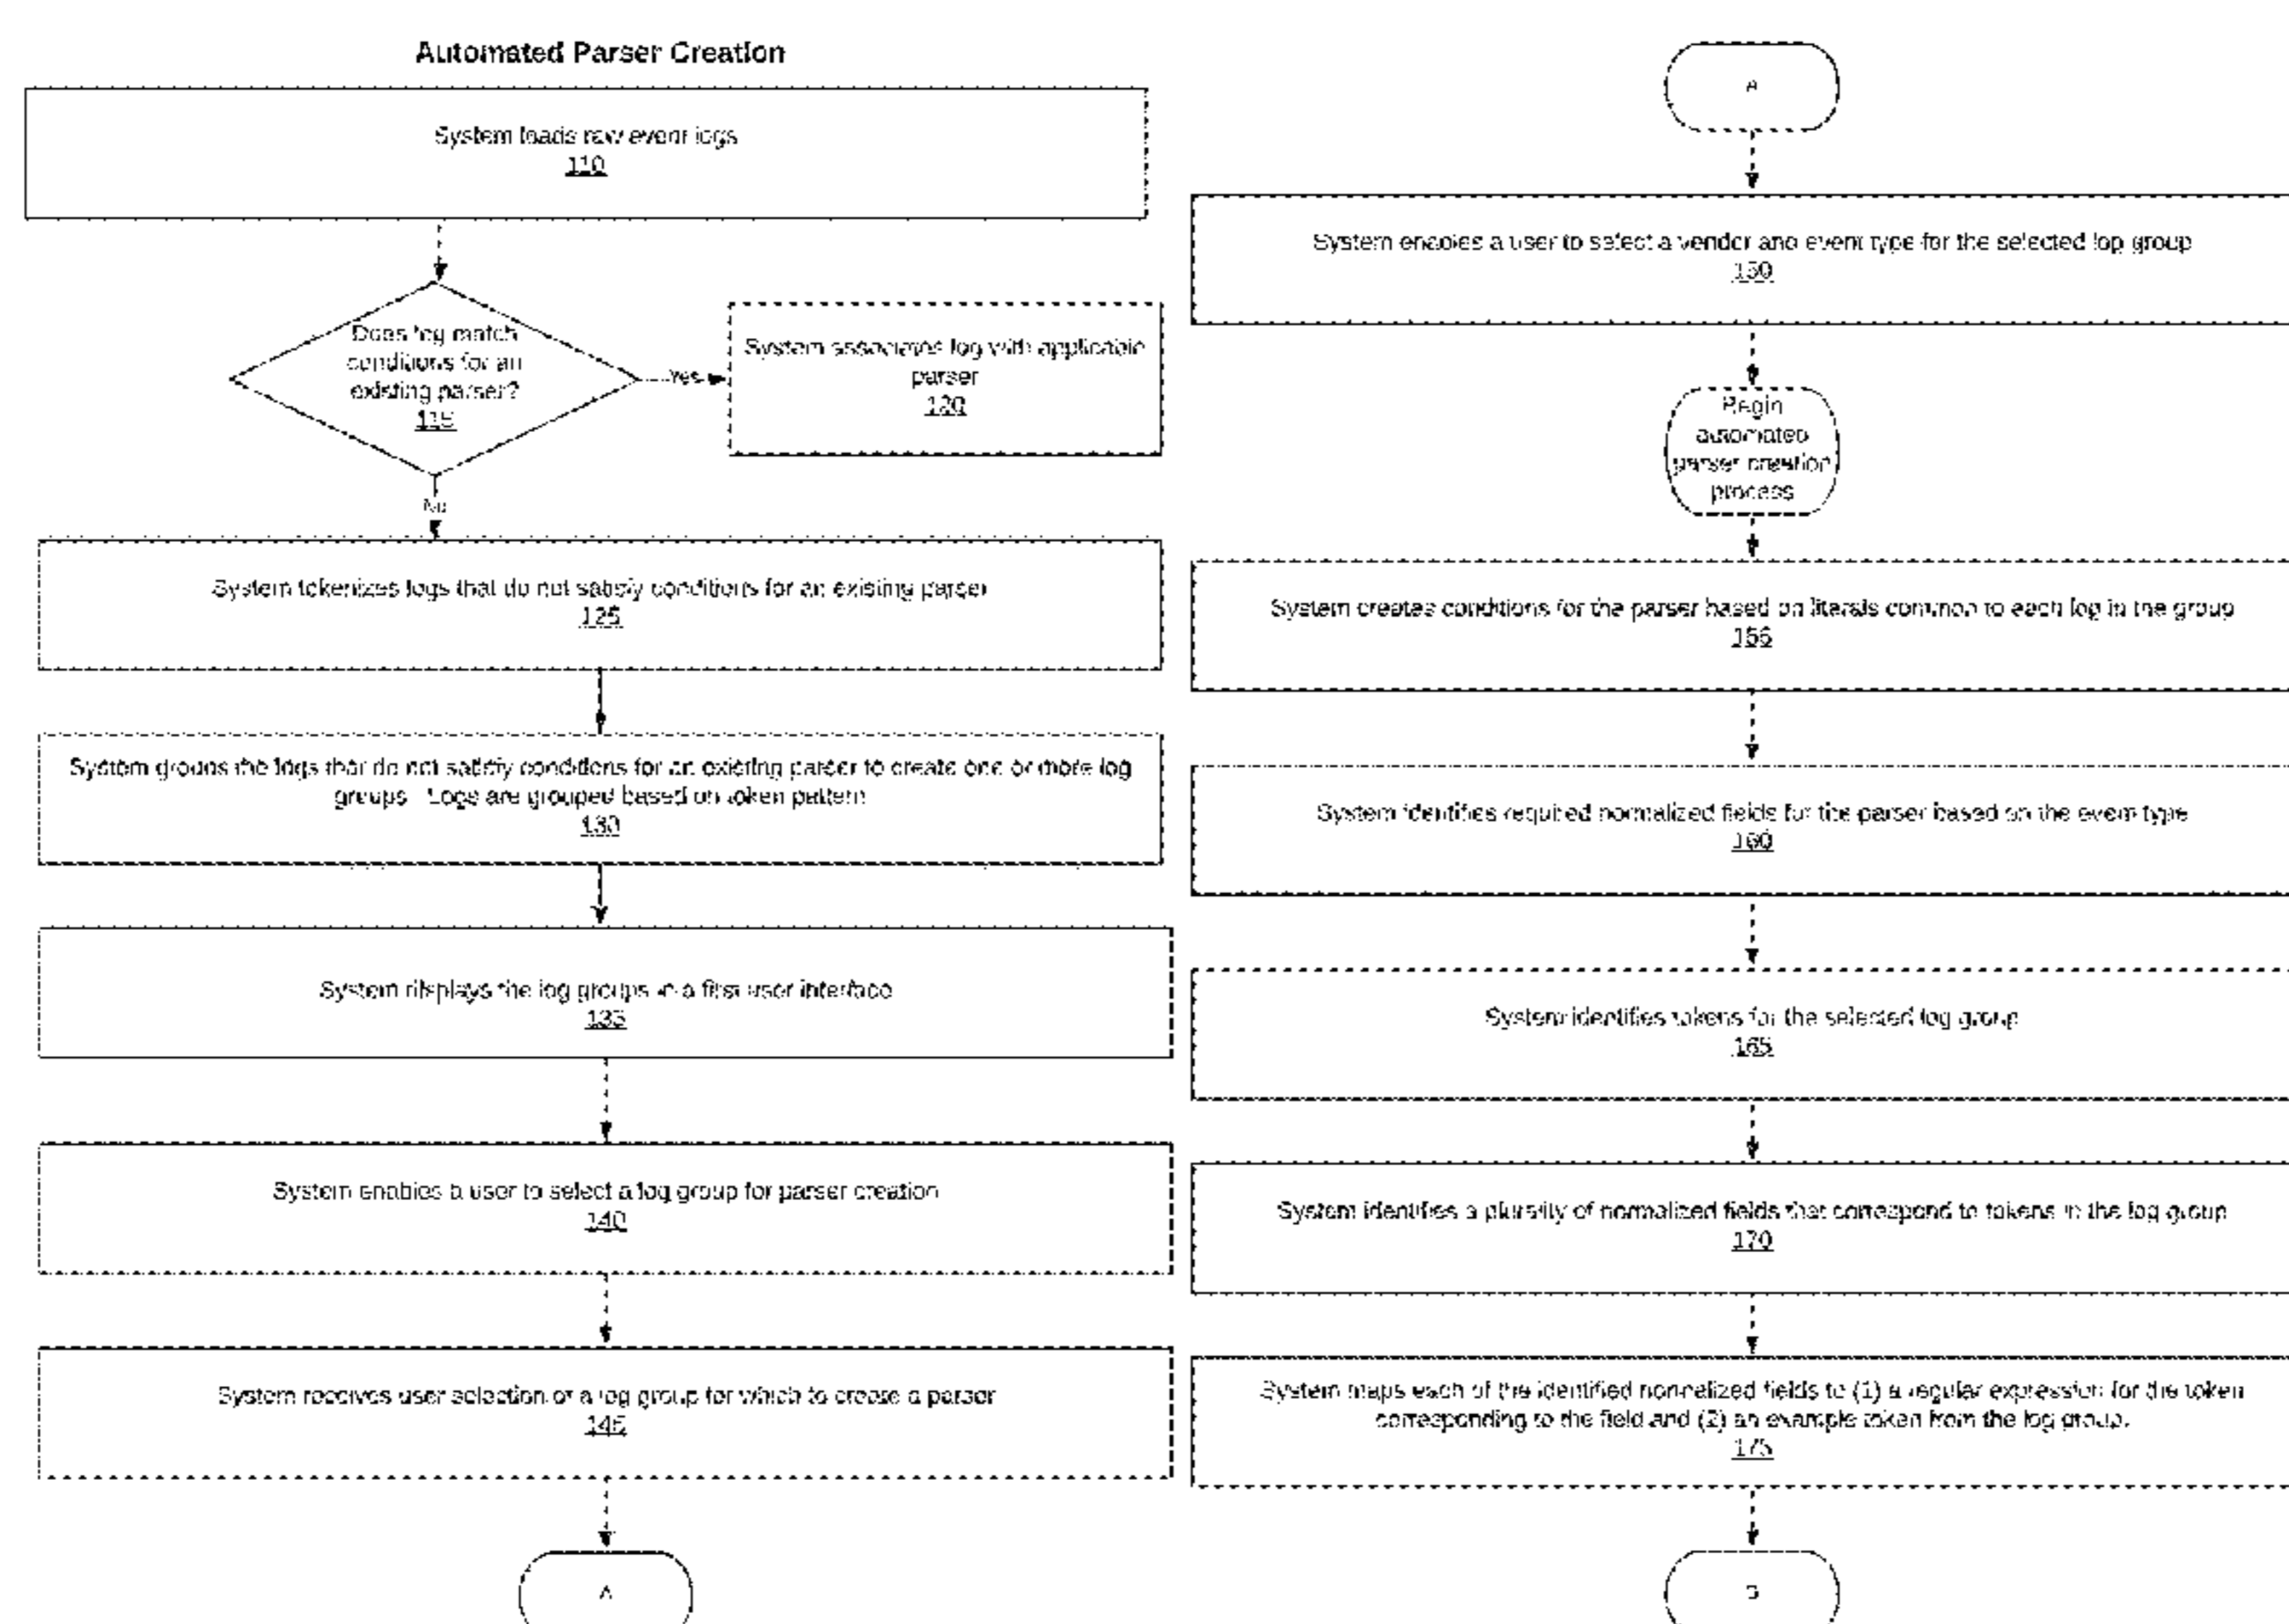 Automated Parser Creation
System loads raw event logs
110
Does log match
conditions for an
existing parser?
115
Yes
System associates log with applicable
parser
120
No
System tokenizes logs that do not satisfy conditions for an existing parser
125
System groups the logs that do not satisfy conditions for an existing parser to create one or more log
groups. Logs are grouped based on token pattern
130
System displays the log groups in a first user interface
135
System enables a user to select a log group for parser creation
140
System receives user selection of a log group for which to create a parser
145
A
A
System enables a user to select a vendor and event type for the selected log group
150
Begin
automated
parser creation
process
System creates conditions for the parser based on literals common to each log in the group
155
System identifies required normalized fields for the parser based on the event type
160
System identifies tokens for the selected log group
165
System identifies a plurality of normalized fields that correspond to tokens in the log group
170
System maps each of the identified normalized fields to (1) a regular expression for the token
corresponding to the field and (2) an example token from the log group.
175